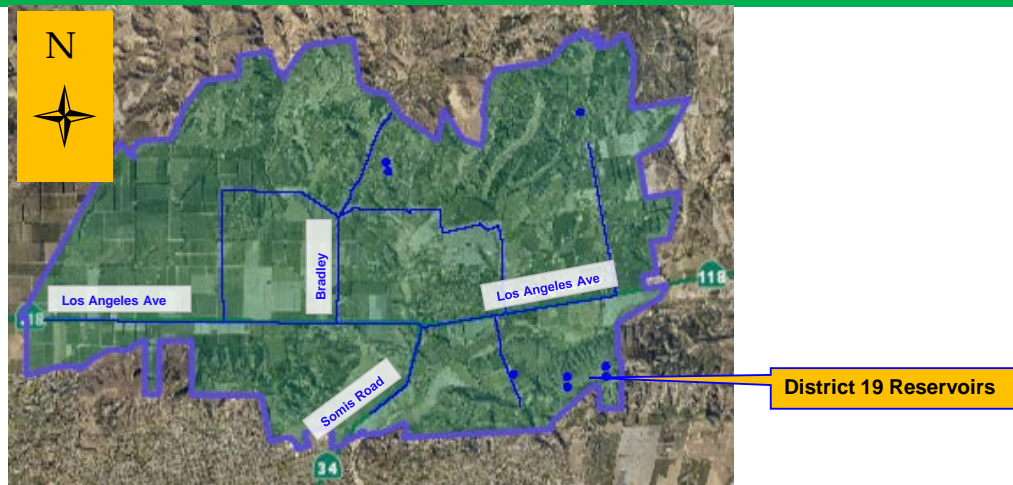 N
118
Bradley
Los Angeles Ave
Los Angeles Ave
118
District 19 Reservoirs
Somis Road
34